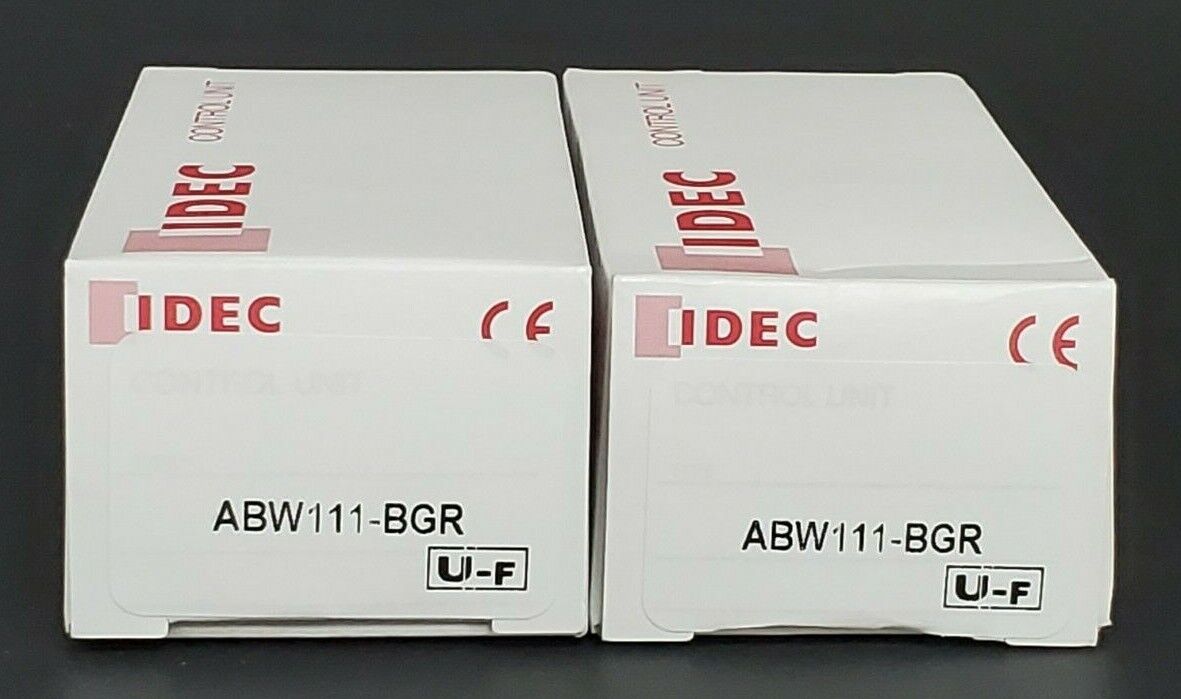 CONTROL UNIT
IDEC
IDEC
CE
CONTROL UNIT
ABW111-BGR
U-F
CONTROL UNIT
IDEC
IDEC
CE
CONTROL UNIT
ABW111-BGR
U-F